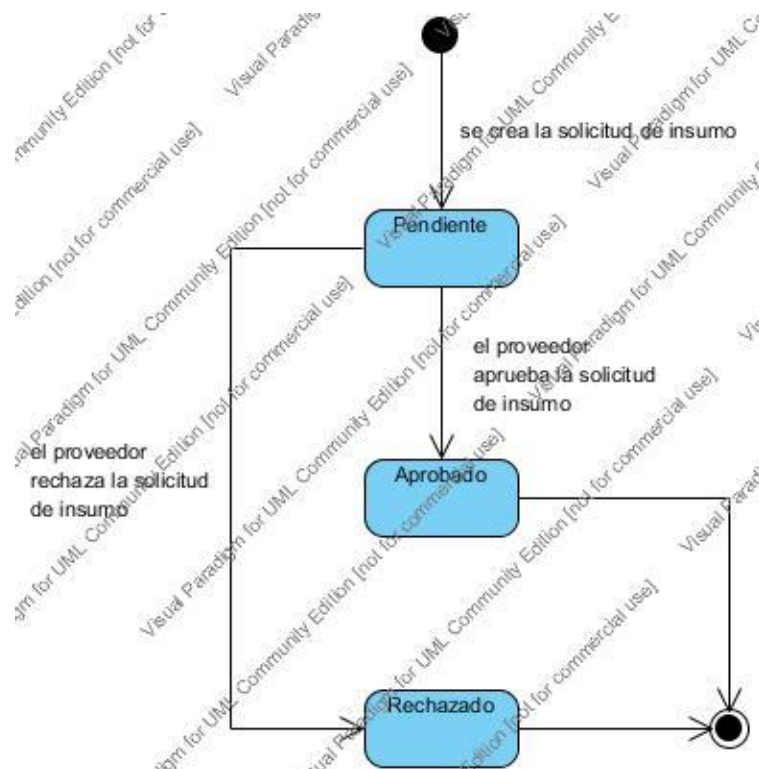 se crea la solicitud de insumo
Pendiente
el proveedor
aprueba la solicitud
de insumo
el proveedor
rechaza la solicitud
de insumo
Aprobado
Rechazado
Visual Paradigm for UML Community Edition [not for commercial use]